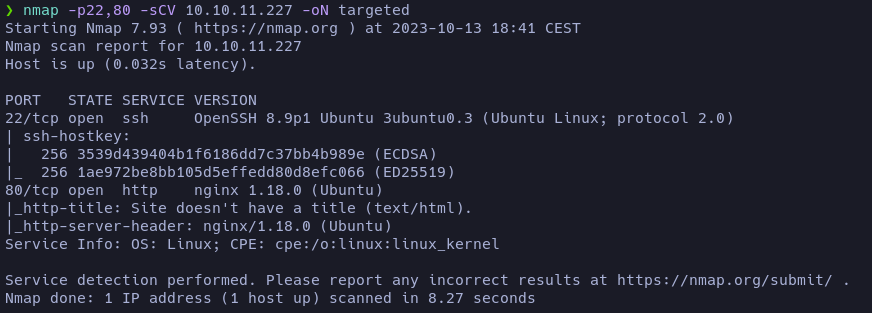 ❯ nmap -p22,80 -sCV 10.10.11.227 -oN targeted
Starting Nmap 7.93 ( https://nmap.org ) at 2023-10-13 18:41 CEST
Nmap scan report for 10.10.11.227
Host is up (0.032s latency).

PORT   STATE SERVICE VERSION
22/tcp open  ssh     OpenSSH 8.9p1 Ubuntu 3ubuntu0.3 (Ubuntu Linux; protocol 2.0)
| ssh-hostkey:
|   256 3539d439404b1f6186dd7c37bb4b989e (ECDSA)
|_  256 1ae972be8bb105d5effedd80d8efc066 (ED25519)
80/tcp open  http    nginx 1.18.0 (Ubuntu)
|_http-title: Site doesn't have a title (text/html).
|_http-server-header: nginx/1.18.0 (Ubuntu)
Service Info: OS: Linux; CPE: cpe:/o:linux:linux_kernel

Service detection performed. Please report any incorrect results at https://nmap.org/submit/ .
Nmap done: 1 IP address (1 host up) scanned in 8.27 seconds